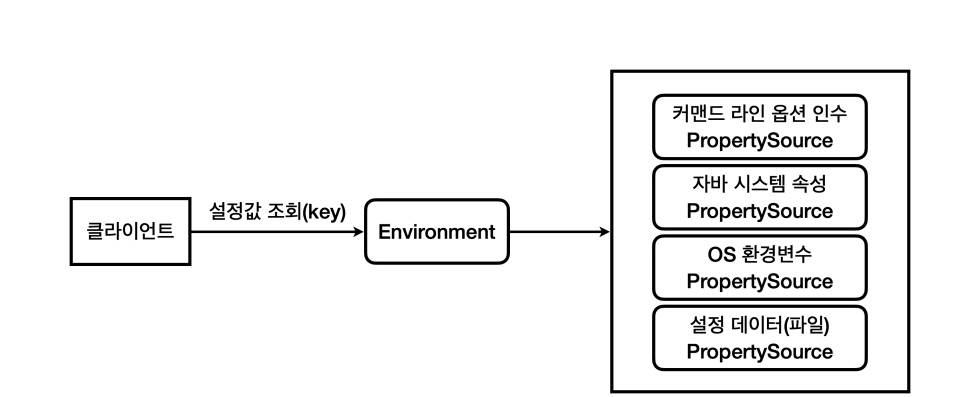 클라이언트
설정값 조회(key)
Environment
커맨드 라인 옵션 인수
PropertySource
자바 시스템 속성
PropertySource
OS 환경변수
PropertySource
설정 데이터(파일)
PropertySource